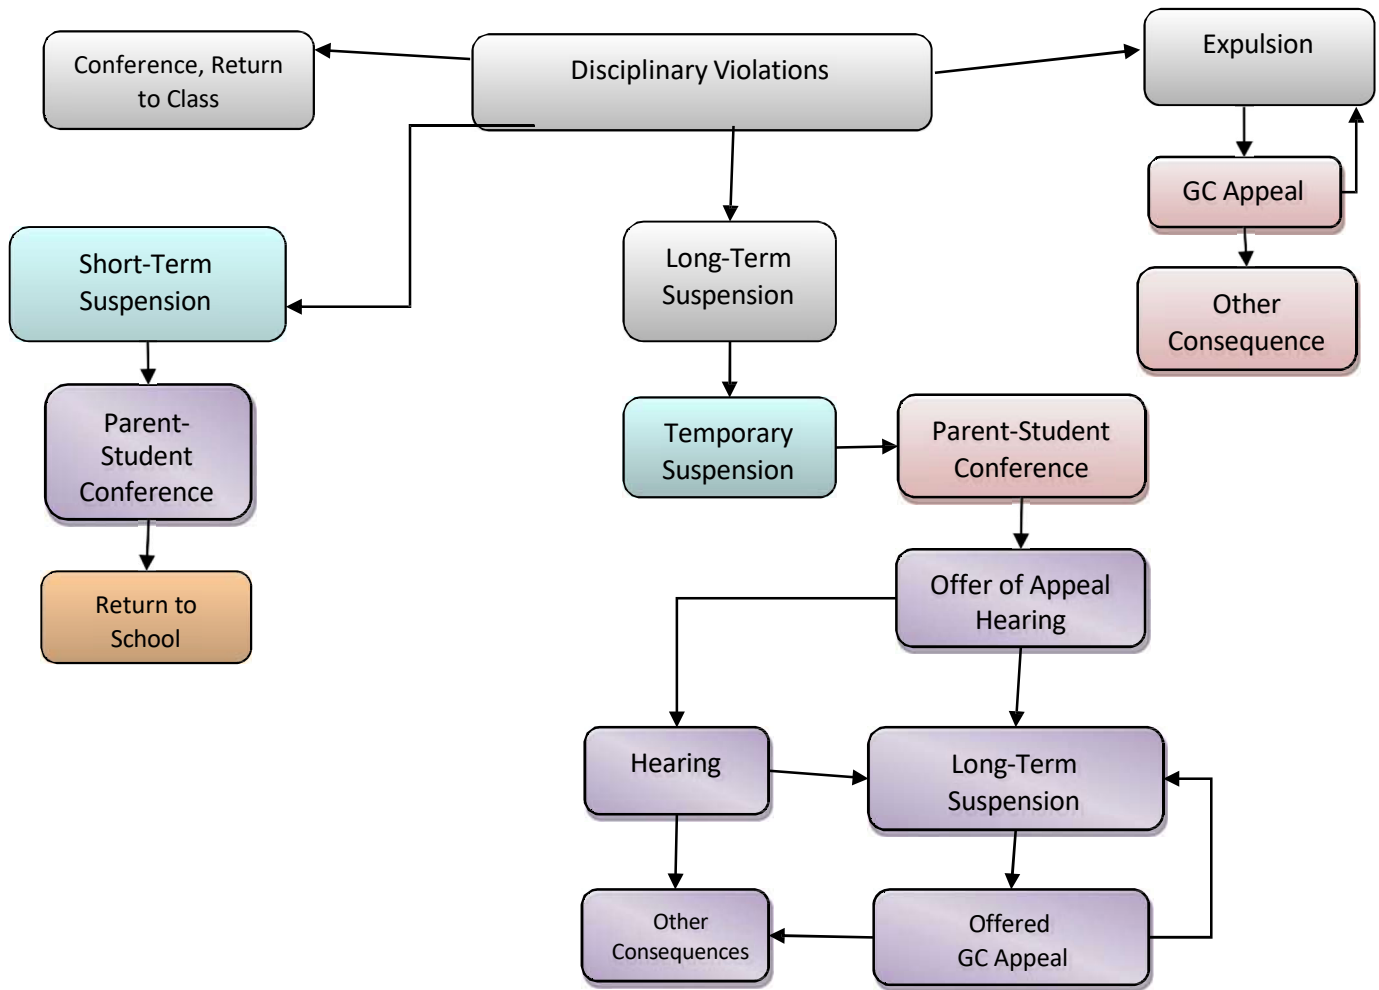 Conference, Return
to Class
Disciplinary Violations
Expulsion
GC Appeal
Other
Consequence
Short-Term
Suspension
Long-Term
Suspension
Parent-
Student
Conference
Temporary
Suspension
Parent-Student
Conference
Return to
School
Offer of Appeal
Hearing
Hearing
Long-Term
Suspension
Other
Consequences
Offered
GC Appeal